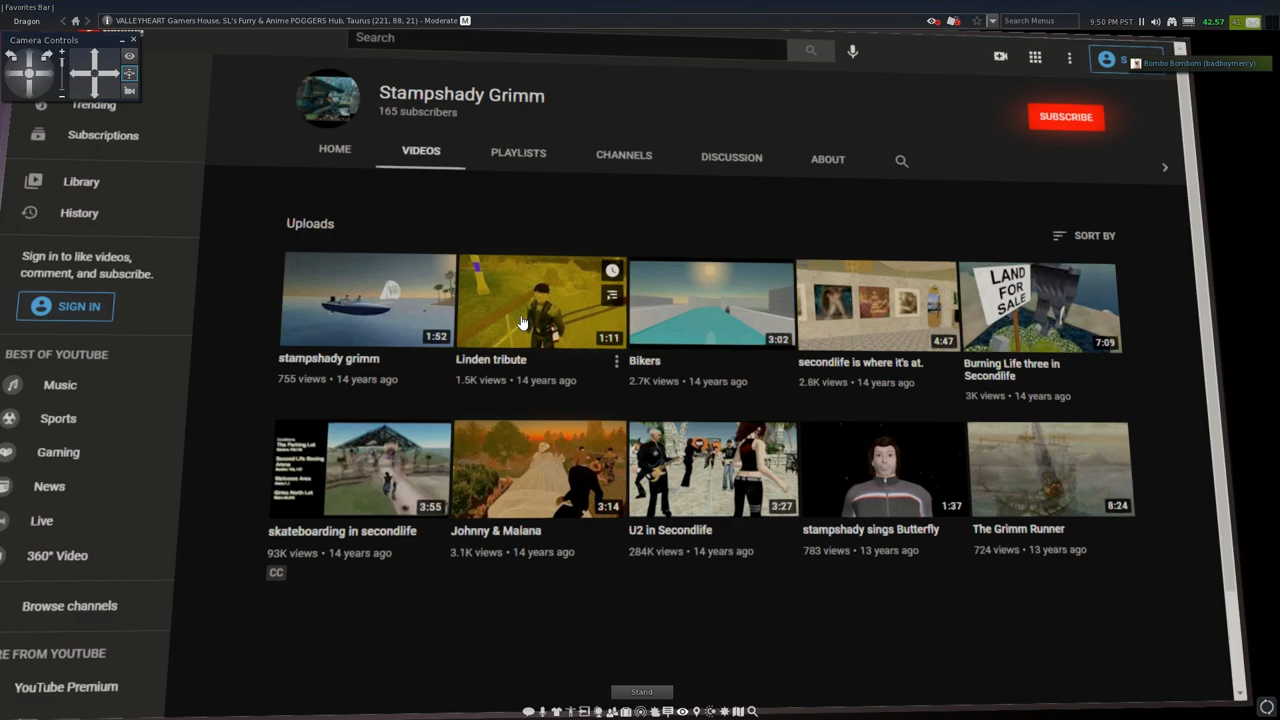 | Favorites Bar |
Dragon
VALLEYHEART Gamers House, SL's Furry & Anime POGGERS Hub, Taurus (221, 88, 21) - Moderate M
Search Menus
9:50 PM PST
42.57
41
Camera Controls
Search
Bombo Bombom (badboymercy)
Stampshady Grimm
165 subscribers
SUBSCRIBE
HOME
VIDEOS
PLAYLISTS
CHANNELS
DISCUSSION
ABOUT
Trending
Subscriptions
Library
History
Sign in to like videos,
comment, and subscribe.
SIGN IN
BEST OF YOUTUBE
Music
Sports
Gaming
News
Live
360° Video
Browse channels
RE FROM YOUTUBE
YouTube Premium
Uploads
SORT BY
1:52
stampshady grimm
755 views • 14 years ago
1:11
Linden tribute
1.5K views • 14 years ago
3:02
Bikers
2.7K views • 14 years ago
4:47
secondlife is where it's at.
2.8K views • 14 years ago
LAND
FOR
SALE
7:09
Burning Life three in
Secondlife
3K views • 14 years ago
3:55
skateboarding in secondlife
93K views • 14 years ago
CC
3:14
Johnny & Maiana
3.1K views • 14 years ago
3:27
U2 in Secondlife
284K views • 14 years ago
1:37
stampshady sings Butterfly
783 views • 13 years ago
8:24
The Grimm Runner
724 views • 13 years ago
Stand